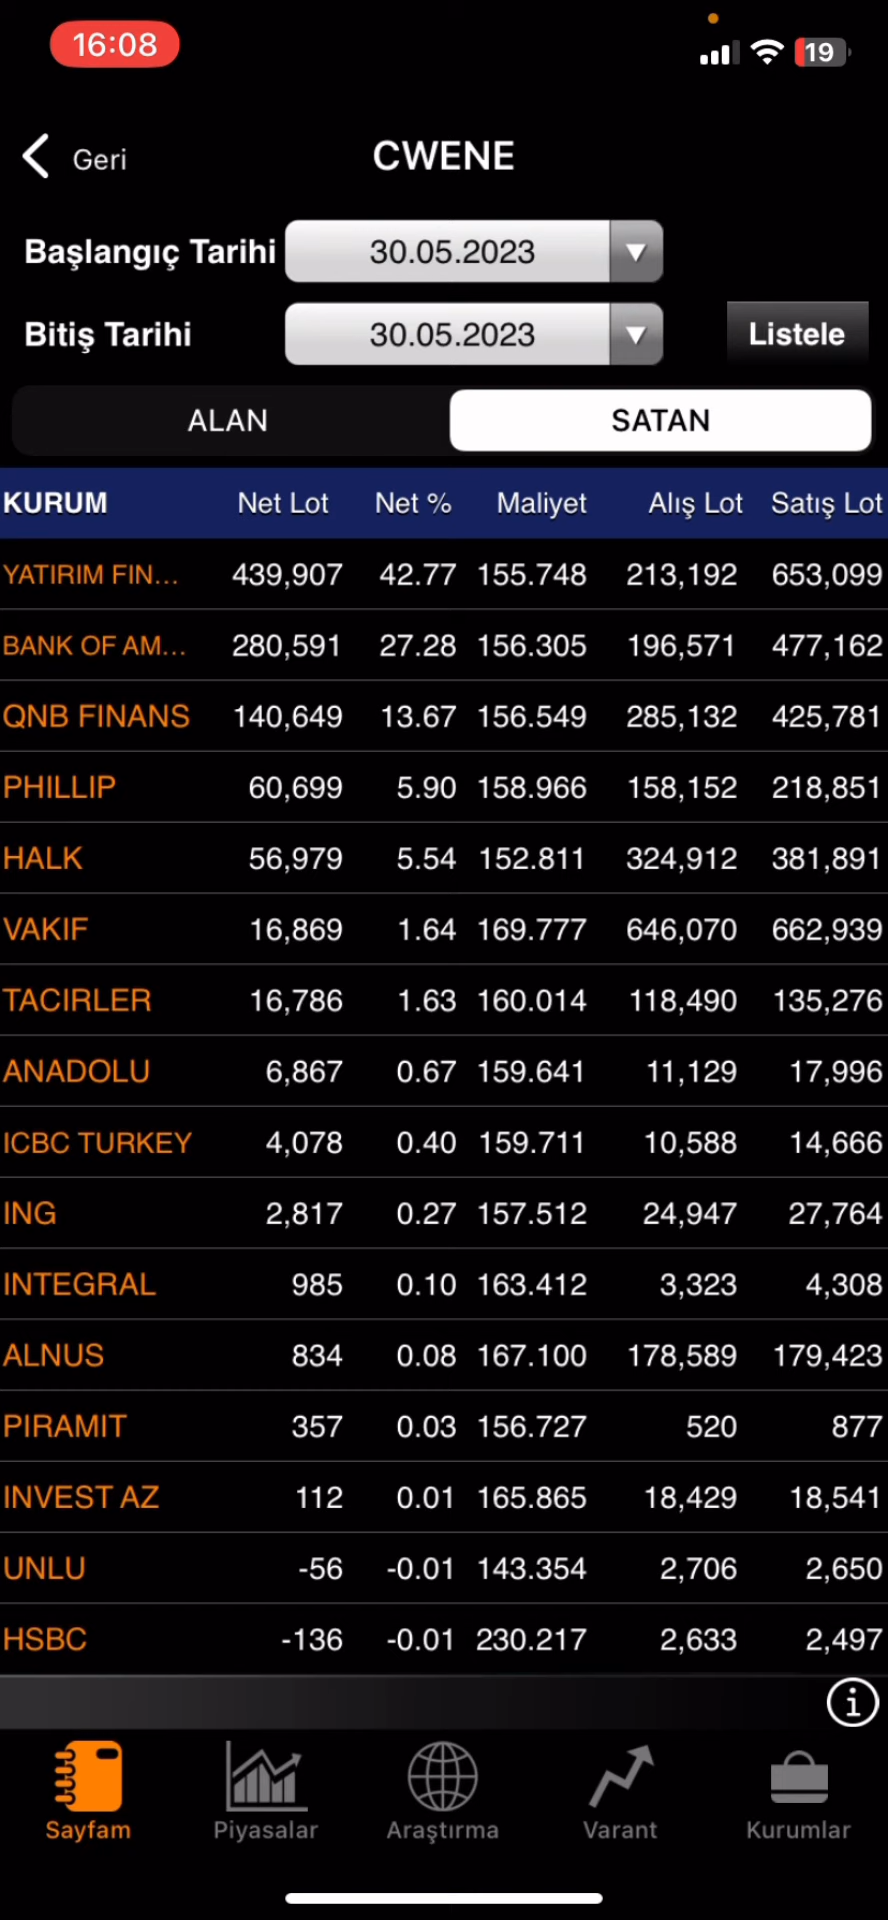 16:08
19
Geri
CWENE
Başlangıç Tarihi 30.05.2023
Bitiş Tarihi 30.05.2023 Listele
ALAN SATAN
KURUM Net Lot Net % Maliyet Alış Lot Satış Lot
YATIRIM FIN... 439,907 42.77 155.748 213,192 653,099
BANK OF AM... 280,591 27.28 156.305 196,571 477,162
QNB FINANS 140,649 13.67 156.549 285,132 425,781
PHILLIP 60,699 5.90 158.966 158,152 218,851
HALK 56,979 5.54 152.811 324,912 381,891
VAKIF 16,869 1.64 169.777 646,070 662,939
TACIRLER 16,786 1.63 160.014 118,490 135,276
ANADOLU 6,867 0.67 159.641 11,129 17,996
ICBC TURKEY 4,078 0.40 159.711 10,588 14,666
ING 2,817 0.27 157.512 24,947 27,764
INTEGRAL 985 0.10 163.412 3,323 4,308
ALNUS 834 0.08 167.100 178,589 179,423
PIRAMIT 357 0.03 156.727 520 877
INVEST AZ 112 0.01 165.865 18,429 18,541
UNLU -56 -0.01 143.354 2,706 2,650
HSBC -136 -0.01 230.217 2,633 2,497
Sayfam Piyasalar Araştırma Varant Kurumlar